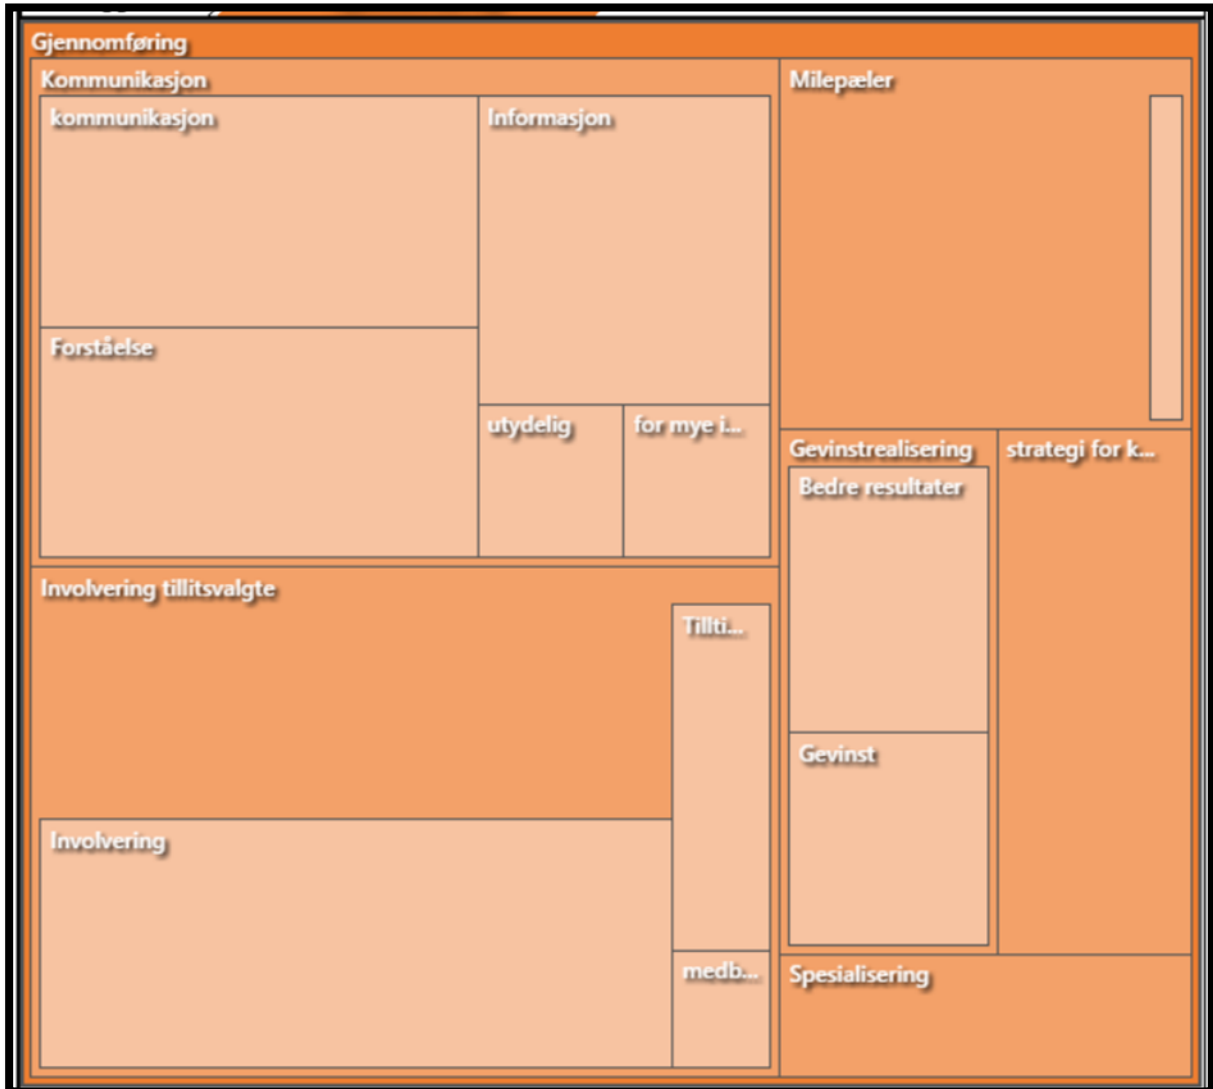 Gjennomføring
Kommunikasjon
kommunikasjon
Informasjon
Forståelse
utydelig
for mye i...
Involvering tillitsvalgte
Tillti...
Involvering
medb...
Milepæler
Gevinstrealisering
strategi for k...
Bedre resultater
Gevinst
Spesialisering